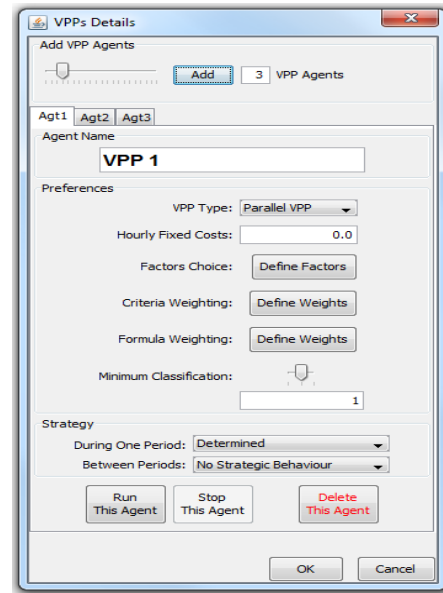 VPPs Details
Add VPP Agents
Add 3 VPP Agents
Agt1 Agt2 Agt3
Agent Name
VPP 1
Preferences
VPP Type: Parallel VPP
Hourly Fixed Costs: 0.0
Factors Choice: Define Factors
Criteria Weighting: Define Weights
Formula Weighting: Define Weights
Minimum Classification:
1
Strategy
During One Period: Determined
Between Periods: No Strategic Behaviour
Run Stop Delete
This Agent This Agent This Agent
OK Cancel